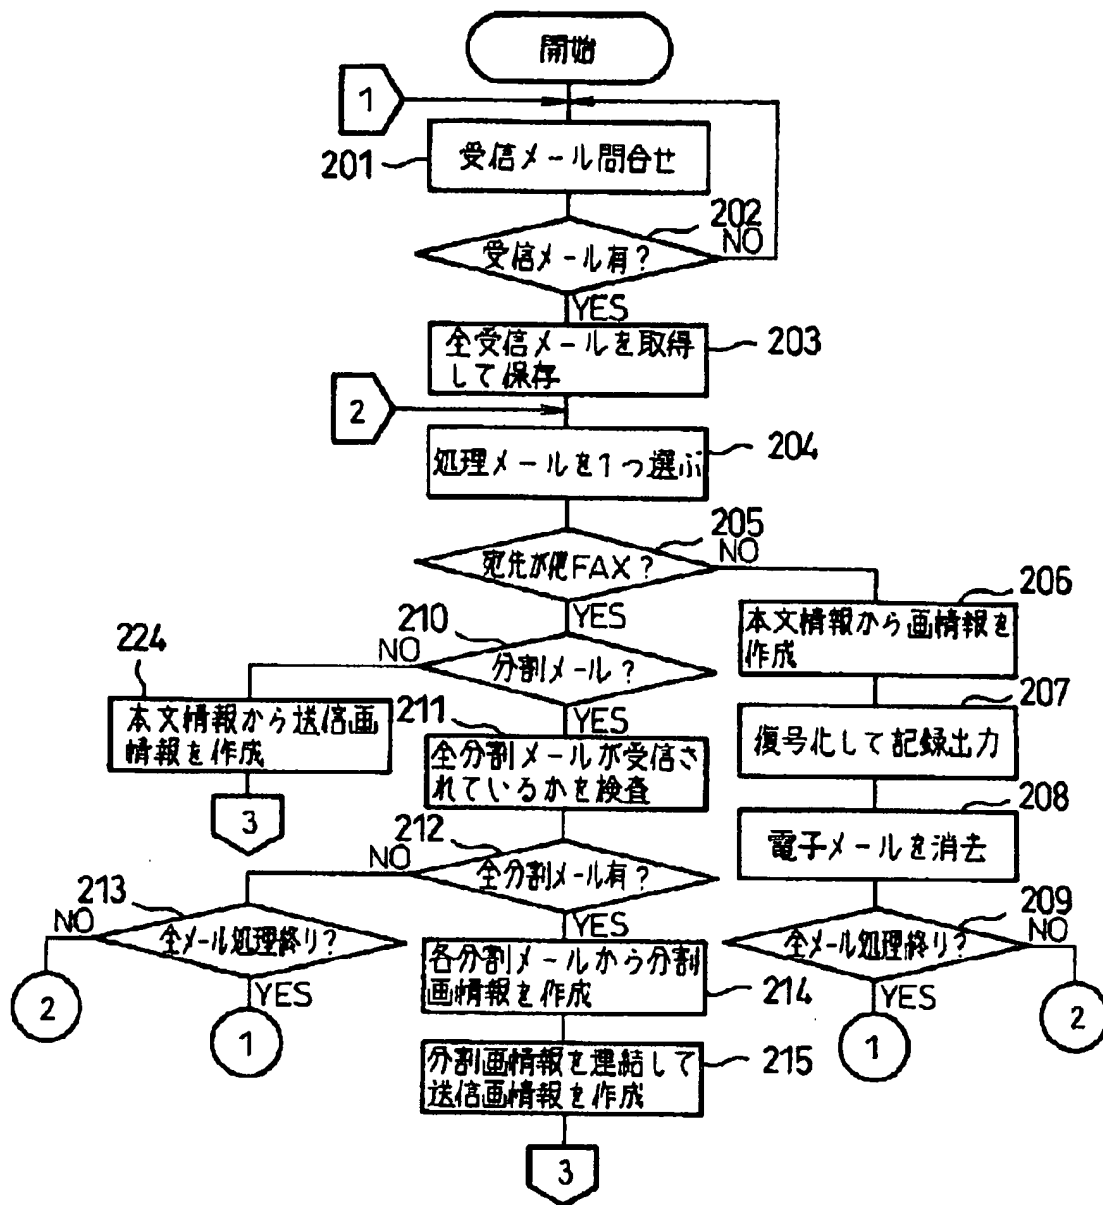 開始
1
201
受信メール問合せ
202
受信メール有?
NO
YES
全受信メールを取得
して保存
203
2
処理メールを1つ選ぶ
204
205
宛先が他FAX?
NO
YES
206
本文情報から画情報を
作成
210
分割メール?
NO
YES
224
本文情報から送信画
情報を作成
3
207
復号化して記録出力
211
全分割メールが受信さ
れているかを検査
208
電子メールを消去
212
全分割メール有?
NO
YES
213
全メール処理終り?
NO
YES
2
1
209
全メール処理終り?
NO
YES
2
1
各分割メールから分割
画情報を作成
214
分割画情報を連結して
送信画情報を作成
215
3